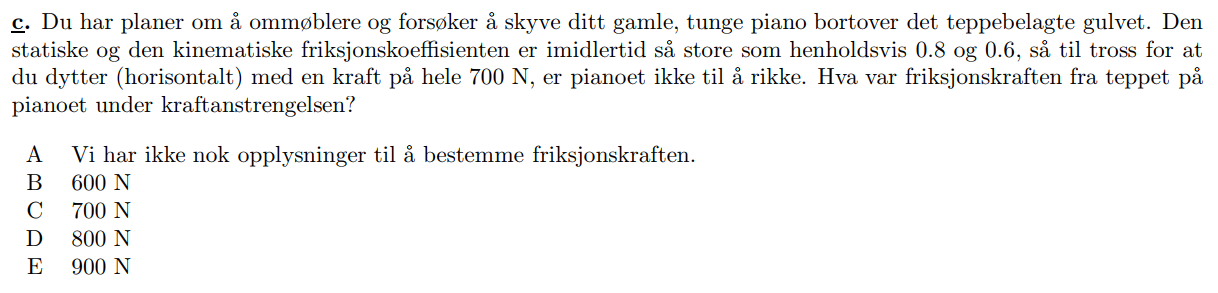 c. Du har planer om å ommøblere og forsøker å skyve ditt gamle, tunge piano bortover det teppebelagte gulvet. Den
statiske og den kinematiske friksjonskoeffisienten er imidlertid så store som henholdsvis 0.8 og 0.6, så til tross for at
du dytter (horisontalt) med en kraft på hele 700 N, er pianoet ikke til å rikke. Hva var friksjonskraften fra teppet på
pianoet under kraftanstrengelsen?
A Vi har ikke nok opplysninger til å bestemme friksjonskraften.
B 600 N
C 700 N
D 800 N
E 900 N